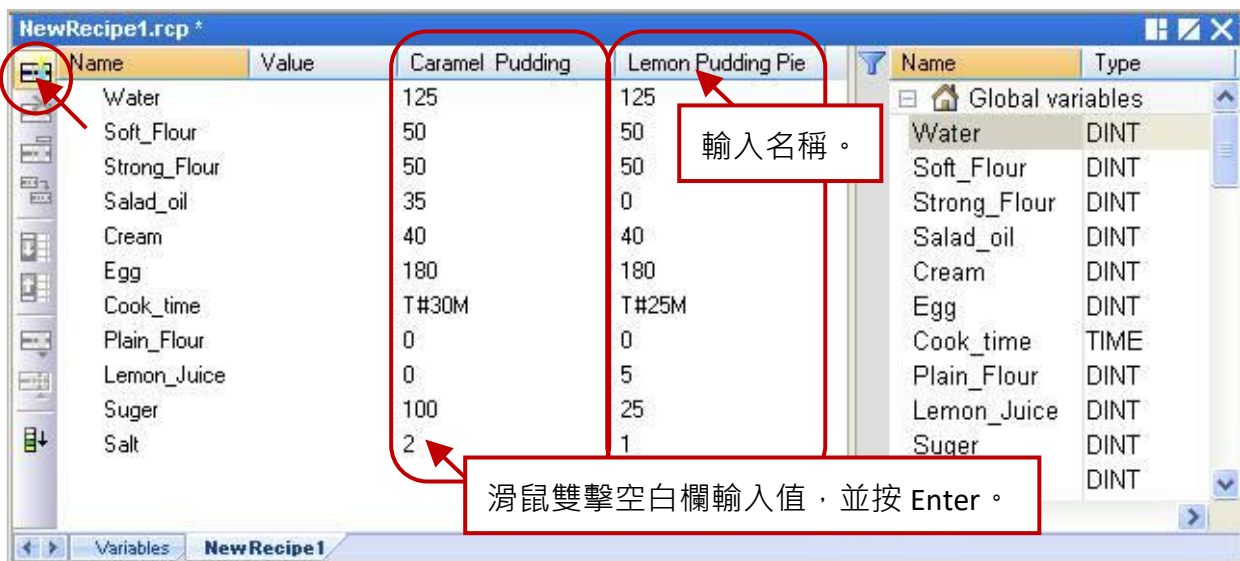 NewRecipe1.rcp *
Name Value Caramel Pudding Lemon Pudding Pie Name Type
Water 125 125 Global variables
Soft_Flour 50 50 Water DINT
Strong_Flour 50 50 Soft_Flour DINT
Salad_oil 35 0 Strong_Flour DINT
Cream 40 40 Salad_oil DINT
Egg 180 180 Cream DINT
Cook_time T#30M T#25M Egg DINT
Plain_Flour 0 0 Cook_time TIME
Lemon_Juice 0 5 Plain_Flour DINT
Suger 100 25 Lemon_Juice DINT
Salt 2 1 Suger DINT
DINT
輸入名稱。
滑鼠雙擊空白欄輸入值，並按 Enter。
Variables NewRecipe1